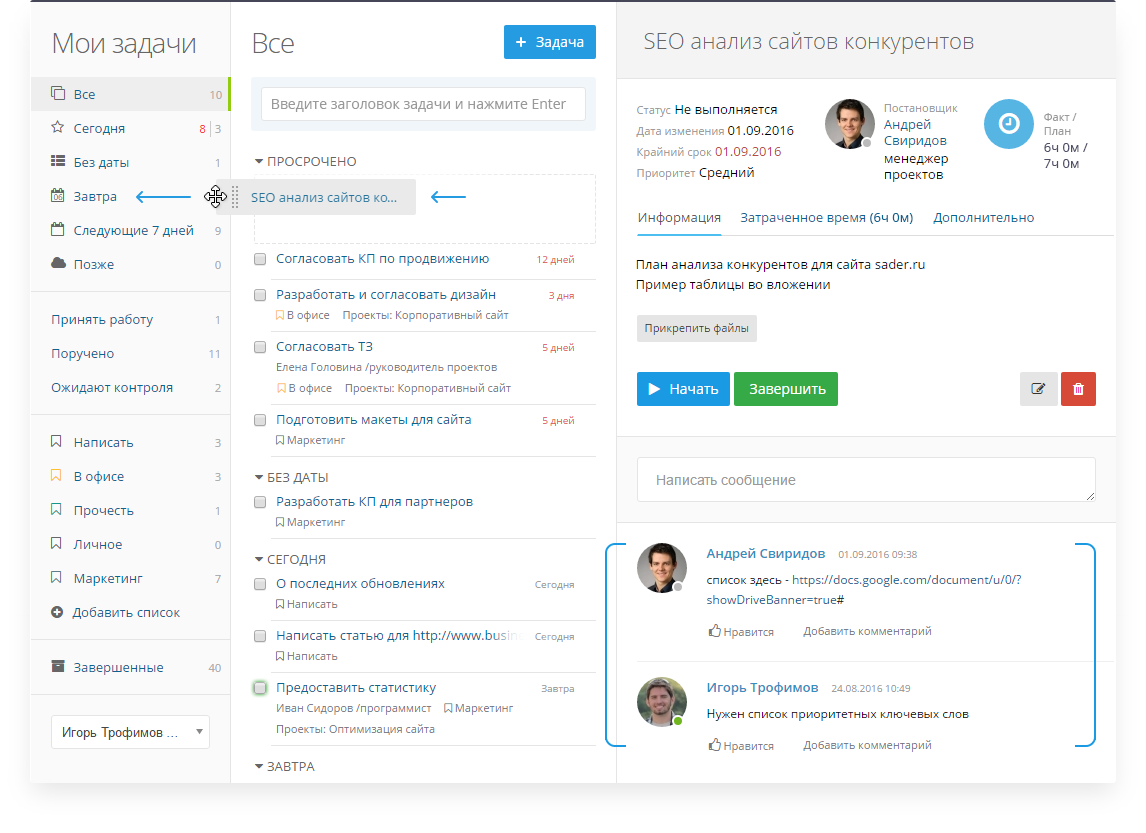 Мои задачи
Все 10
Сегодня 8 3
Без даты 1
06 Завтра
Следующие 7 дней 9
Позже 0
Принять работу 1
Поручено 11
Ожидают контроля 2
Написать 3
В офисе 3
Прочесть 1
Личное 0
Маркетинг 7
Добавить список
Завершенные 40
Игорь Трофимов ...
Все
+ Задача
Введите заголовок задачи и нажмите Enter
ПРОСРОЧЕНО
SEO анализ сайтов ко...
Согласовать КП по продвижению 12 дней
Разработать и согласовать дизайн 3 дня
В офисе Проекты: Корпоративный сайт
Согласовать ТЗ 5 дней
Елена Головина /руководитель проектов
В офисе Проекты: Корпоративный сайт
Подготовить макеты для сайта 5 дней
Маркетинг
БЕЗ ДАТЫ
Разработать КП для партнеров
Маркетинг
СЕГОДНЯ
О последних обновлениях Сегодня
Написать
Написать статью для http://www.busin Сегодня
Написать
Предоставить статистику Завтра
Иван Сидоров /программист Маркетинг
Проекты: Оптимизация сайта
ЗАВТРА
SEO анализ сайтов конкурентов
Статус Не выполняется
Дата изменения 01.09.2016
Крайний срок 01.09.2016
Приоритет Средний
Постановщик
Андрей
Свиридов
менеджер
проектов
Факт /
План
6ч 0м /
7ч 0м
Информация Затраченное время (6ч 0м) Дополнительно
План анализа конкурентов для сайта sader.ru
Пример таблицы во вложении
Прикрепить файлы
Начать Завершить
Написать сообщение
Андрей Свиридов 01.09.2016 09:38
список здесь - https://docs.google.com/document/u/0/?
showDriveBanner=true#
Нравится Добавить комментарий
Игорь Трофимов 24.08.2016 10:49
Нужен список приоритетных ключевых слов
Нравится Добавить комментарий